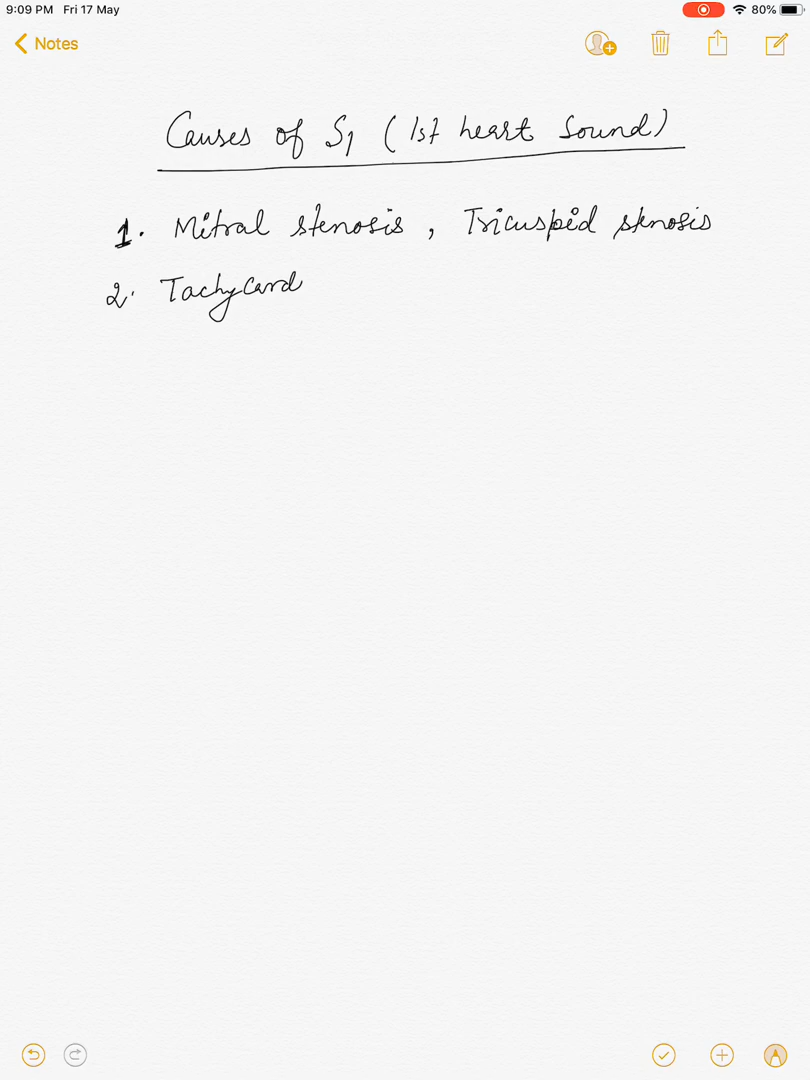 9:09 PM Fri 17 May 80%
Notes
Causes of S1 (1st heart Sound)
1. Mitral stenosis, Tricuspid stenosis
2. Tachycard